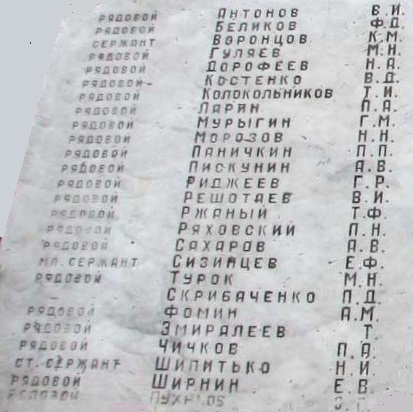 РЯДОВОЙ АНТОНОВ В.И.
РЯДОВОЙ БЕЛИКОВ Ф.Д.
СЕРЖАНТ ВОРОНЦОВ К.М.
РЯДОВОЙ ГУЛЯЕВ М.Н.
РЯДОВОЙ ДОРОФЕЕВ Н.А.
РЯДОВОЙ КОСТЕНКО В.Д.
РЯДОВОЙ КОЛОКОЛЬНИКОВ Т.И.
РЯДОВОЙ ЛАРИН П.А.
РЯДОВОЙ МУРЫГИН Г.М.
РЯДОВОЙ МОРОЗОВ Н.Н.
РЯДОВОЙ ПАНИЧКИН П.П.
РЯДОВОЙ ПИСКУНИН А.В.
РЯДОВОЙ РИДЖЕЕВ Г.Р.
РЯДОВОЙ РЕШОТАЕВ В.И.
РЯДОВОЙ РЖАНЫЙ Т.Ф.
РЯДОВОЙ РЯХОВСКИЙ П.Н.
РЯДОВОЙ САХАРОВ А.В.
МЛ.СЕРЖАНТ СИЗИНЦЕВ Е.Ф.
РЯДОВОЙ ТУРОК М.Н.
– СКРИБАЧЕНКО П.Д.
РЯДОВОЙ ФОМИН А.М.
РЯДОВОЙ ЭМИРАЛЕЕВ Т.
РЯДОВОЙ ЧИЧКОВ П.А.
СТ.СЕРЖАНТ ШИПИТЬКО Н.И.
РЯДОВОЙ ШИРНИН Е.В.
РЯДОВОЙ